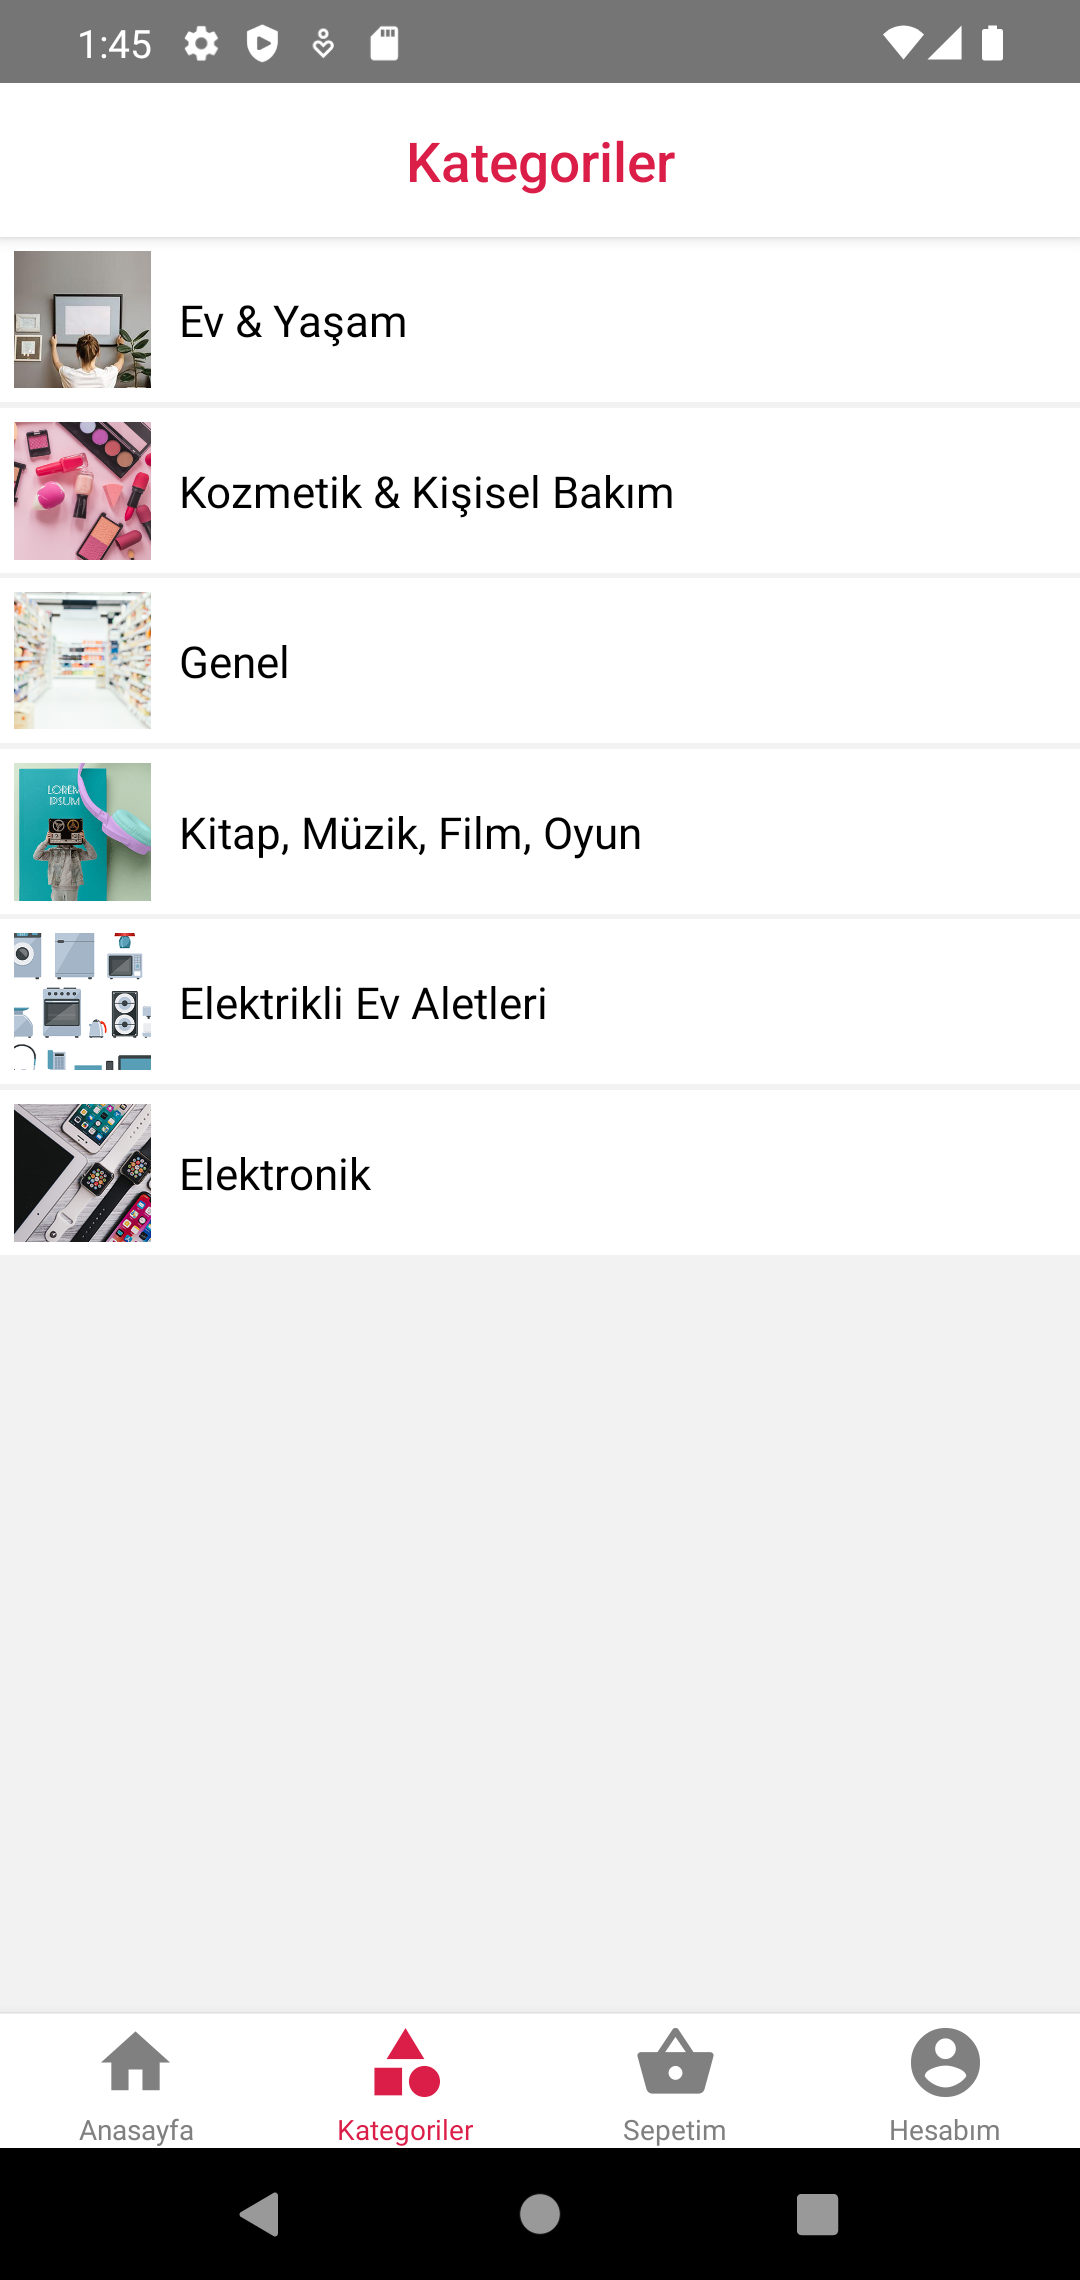 1:45
Kategoriler
Ev & Yaşam
Kozmetik & Kişisel Bakım
Genel
LOREM
IPSUM
Kitap, Müzik, Film, Oyun
Elektrikli Ev Aletleri
Elektronik
Anasayfa
Kategoriler
Sepetim
Hesabım